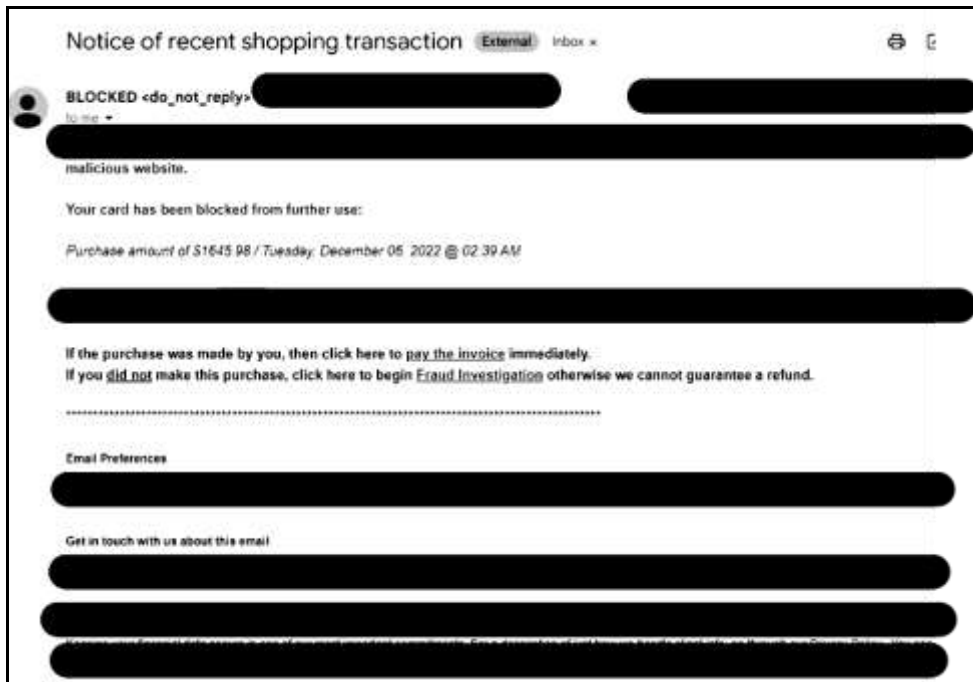 Notice of recent shopping transaction External Inbox ×
BLOCKED <do_not_reply>
to me
malicious website.
Your card has been blocked from further use:
Purchase amount of $1645.98 / Tuesday, December 06, 2022 @ 02:39 AM
If the purchase was made by you, then click here to pay the invoice immediately.
If you did not make this purchase, click here to begin Fraud Investigation otherwise we cannot guarantee a refund.
Email Preferences
Get in touch with us about this email